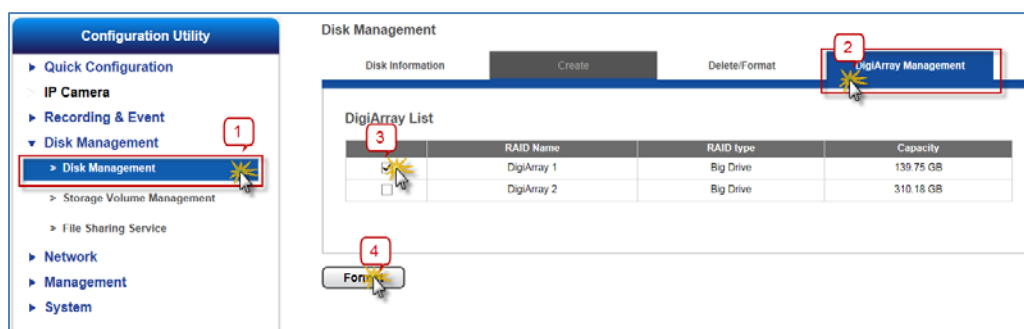 Configuration Utility
Quick Configuration
IP Camera
Recording & Event
1
Disk Management
> Disk Management
> Storage Volume Management
> File Sharing Service
Network
Management
System
Disk Management
2
Disk Information Create Delete/Format DigiArray Management
DigiArray List
3
RAID Name RAID type Capacity
DigiArray 1 Big Drive 139.75 GB
DigiArray 2 Big Drive 310.18 GB
4
Format